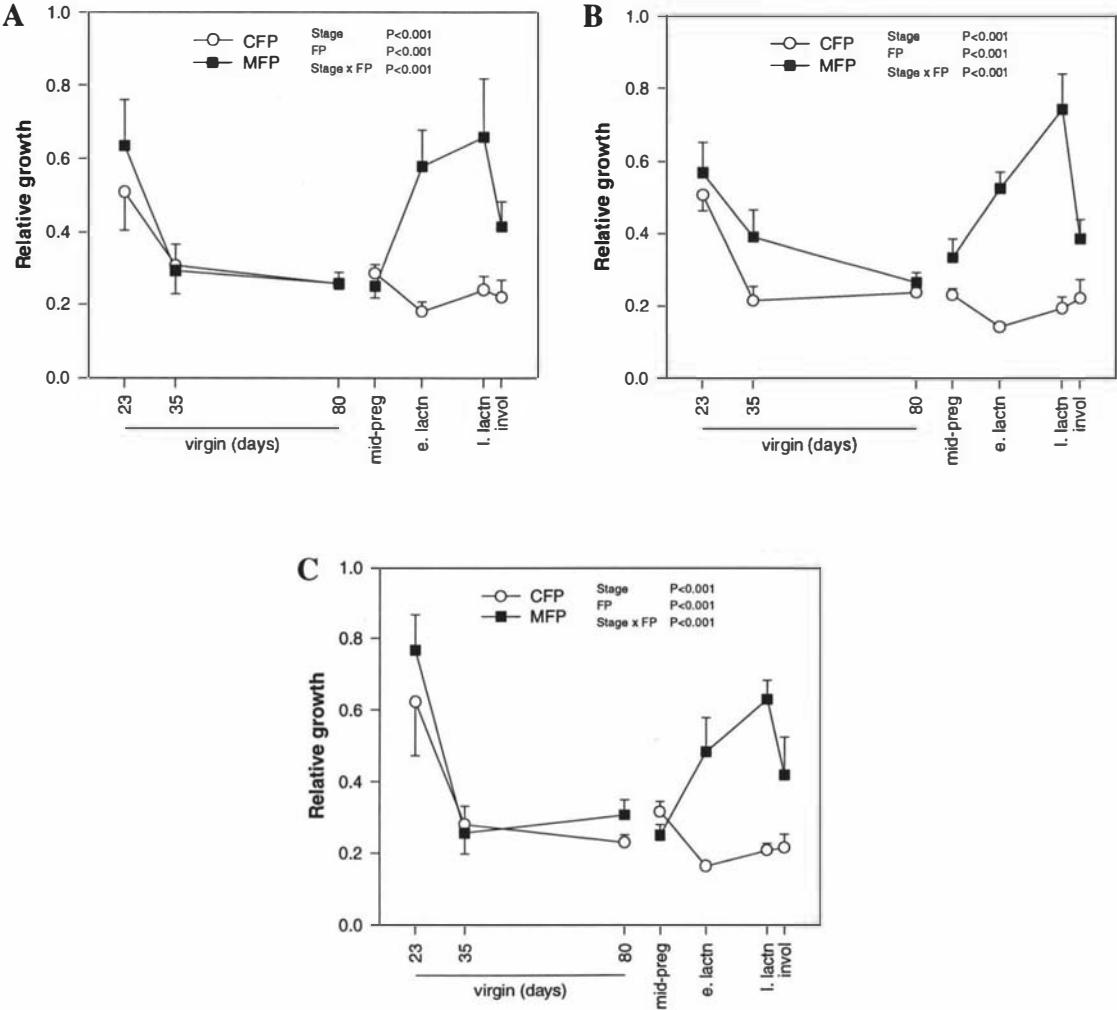 A
Relative growth
1.0
0.8
0.6
0.4
0.2
0.0
CFP
MFP
Stage P<0.001
FP P<0.001
Stage x FP P<0.001
23
35
80
mid-preg
e. lactn
l. lactn
invol
virgin (days)
B
Relative growth
1.0
0.8
0.6
0.4
0.2
0.0
CFP
MFP
Stage P<0.001
FP P<0.001
Stage x FP P<0.001
23
35
80
mid-preg
e. lactn
l. lactn
invol
virgin (days)
C
Relative growth
1.0
0.8
0.6
0.4
0.2
0.0
CFP
MFP
Stage P<0.001
FP P<0.001
Stage x FP P<0.001
23
35
80
mid-preg
e. lactn
l. lactn
invol
virgin (days)